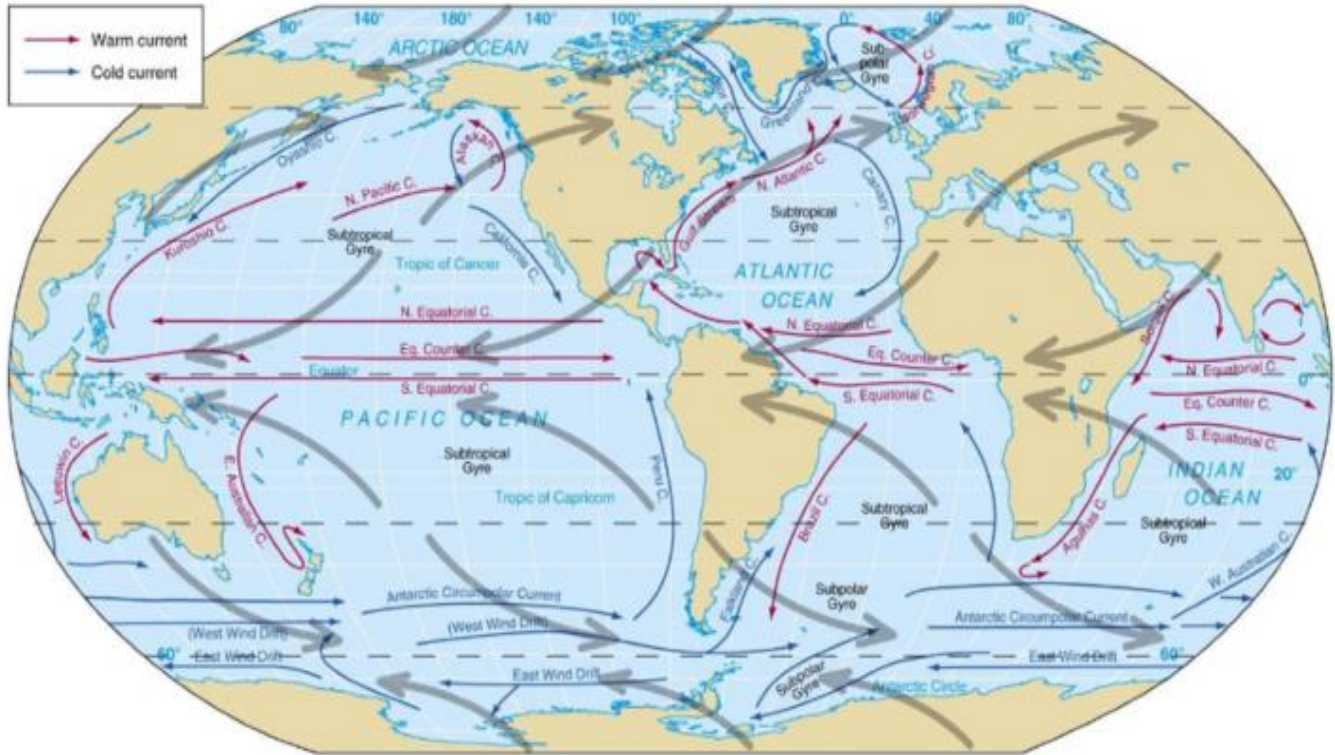 Warm current
Cold current
80°
140°
180°
140°
100°
80°
0°
40°
80°
ARCTIC OCEAN
Sub-
polar
Gyre
Greenland
Oyashio C.
Alaskan C.
N. Pacific C.
N. Atlantic C.
Canary C.
Gulf Stream
Kuroshio C.
Subtropical
Gyre
California C.
Subtropical
Gyre
Tropic of Cancer
ATLANTIC
OCEAN
N. Equatorial C.
N. Equatorial C.
Somali C.
Eq. Counter C.
Eq. Counter C.
N. Equatorial C.
Equator
0°
S. Equatorial C.
S. Equatorial C.
Eq. Counter C.
PACIFIC OCEAN
S. Equatorial C.
Leeuwin C.
E. Australian C.
Subtropical
Gyre
Peru C.
INDIAN
OCEAN
20°
Tropic of Capricorn
Brazil C.
Subtropical
Gyre
Agulhas C.
Subtropical
Gyre
W. Australian C.
Antarctic Circumpolar Current
Falkland C.
Subpolar
Gyre
Antarctic Circumpolar Current
(West Wind Drift)
(West Wind Drift)
60°
East Wind Drift
East Wind Drift
60°
East Wind Drift
Subpolar
Gyre
Antarctic Circle